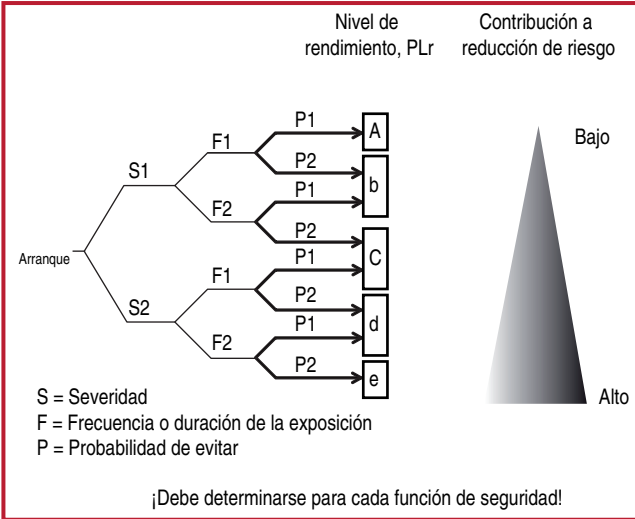 Nivel de
rendimiento, PLr
Contribución a
reducción de riesgo
P1
A
Bajo
F1
P2
S1
b
P1
F2
P2
Arranque
C
P1
F1
P2
S2
d
P1
F2
P2
e
Alto
S = Severidad
F = Frecuencia o duración de la exposición
P = Probabilidad de evitar
¡Debe determinarse para cada función de seguridad!